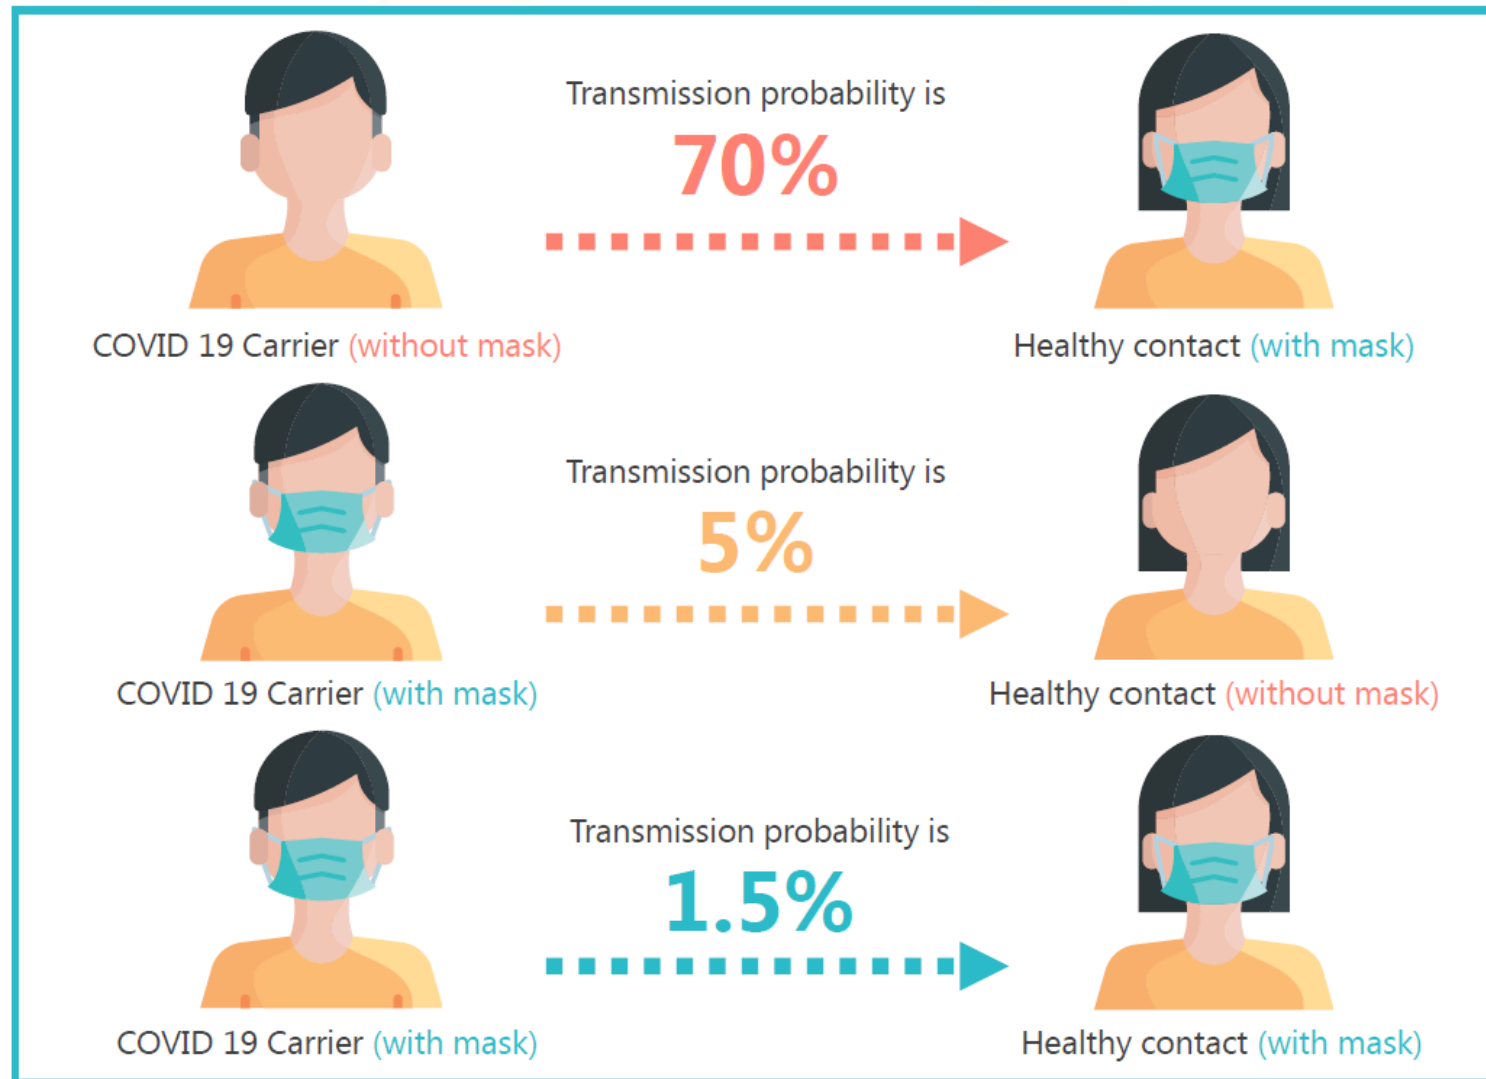 Transmission probability is
70%
COVID 19 Carrier (without mask)
Healthy contact (with mask)
Transmission probability is
5%
COVID 19 Carrier (with mask)
Healthy contact (without mask)
Transmission probability is
1.5%
COVID 19 Carrier (with mask)
Healthy contact (with mask)